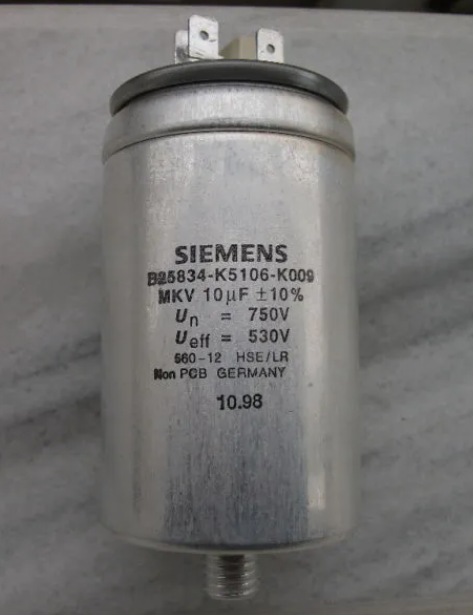 SIEMENS
B25834-K5106-K009
MKV 10µF ±10%
Un = 750V
Ueff = 530V
560-12 HSE/LR
Non PCB GERMANY
10.98